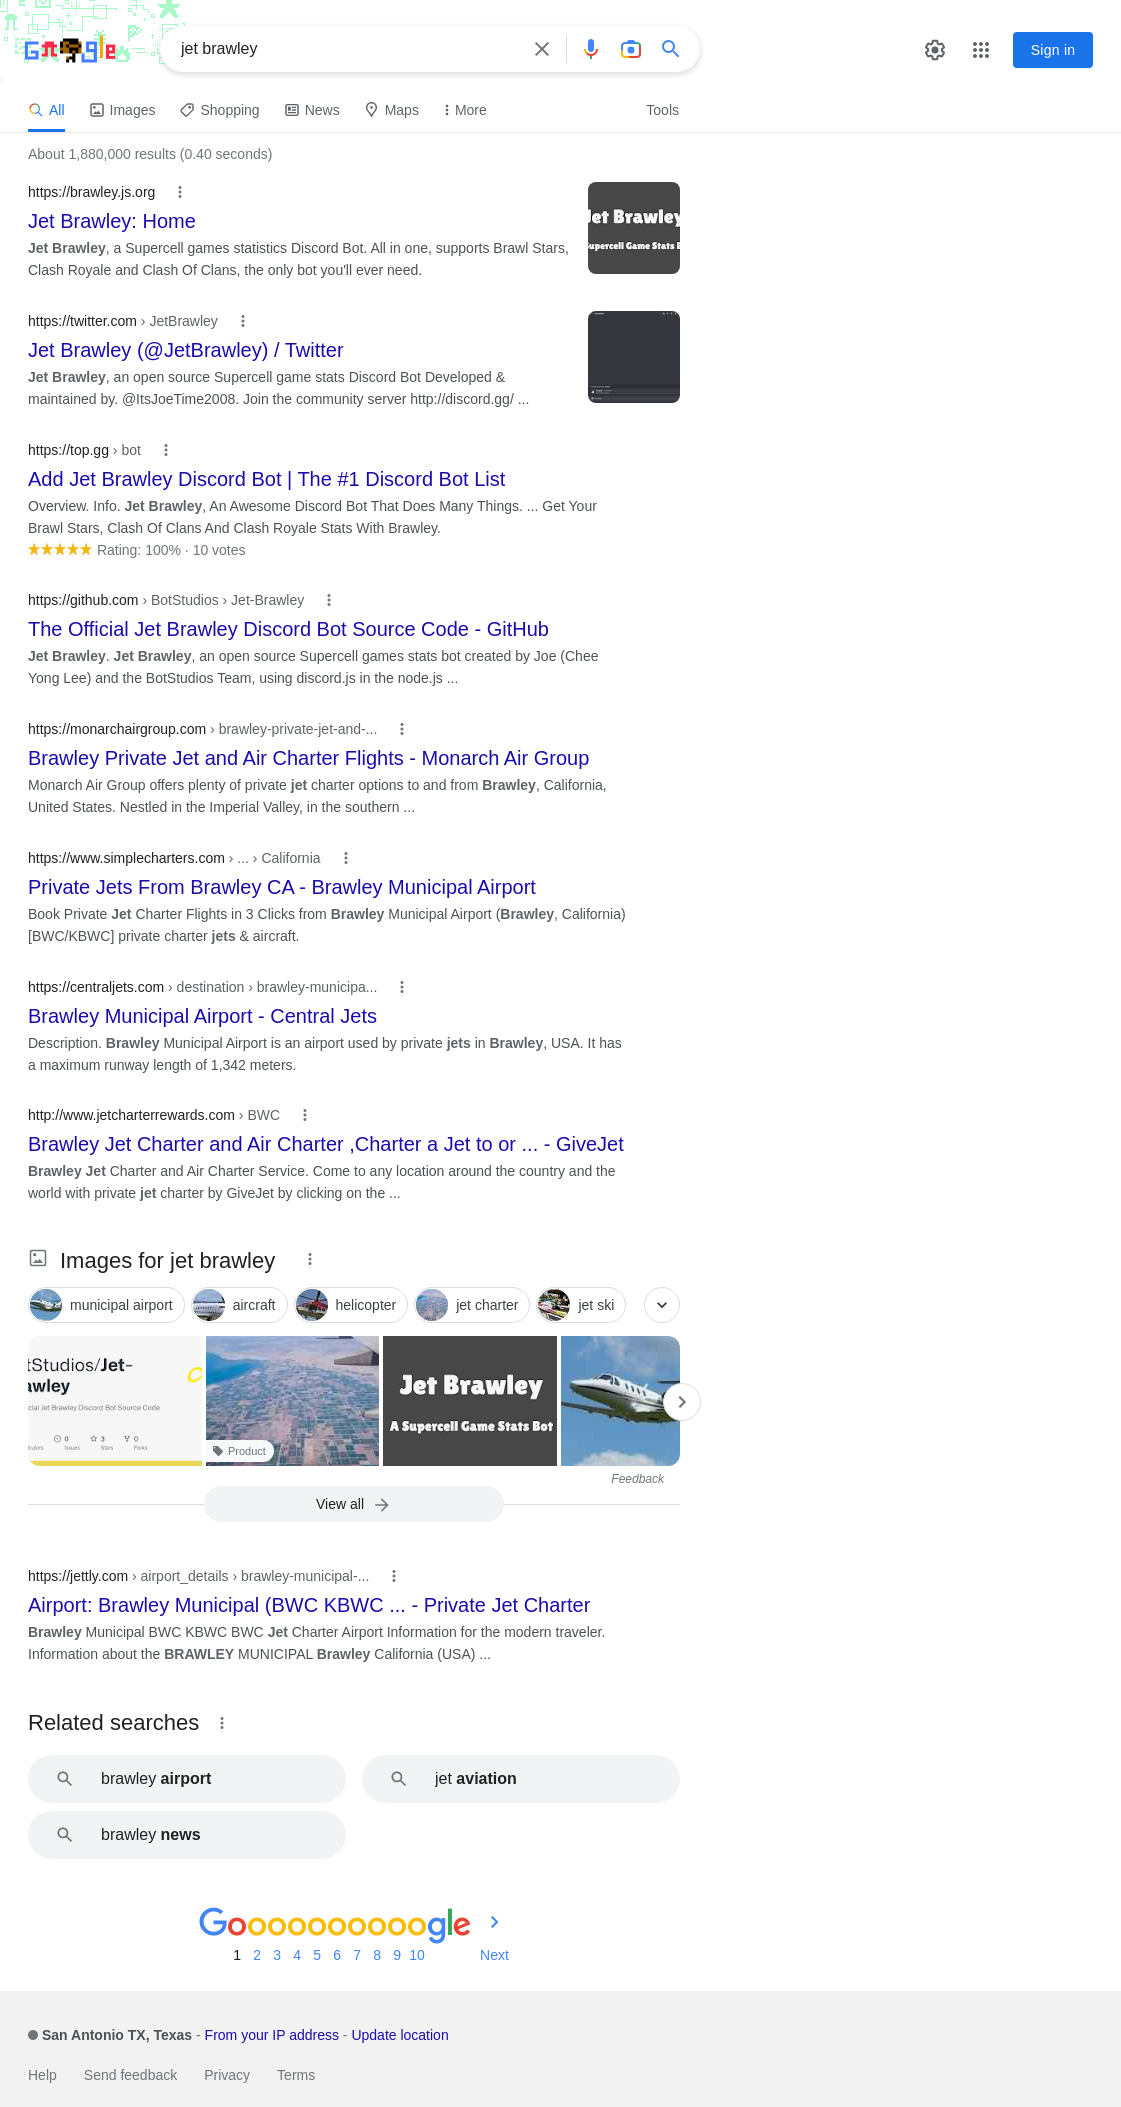 Google
jet brawley
Sign in
All
Images
Shopping
News
Maps
More
Tools
About 1,880,000 results (0.40 seconds)
https://brawley.js.org
Jet Brawley: Home
Jet Brawley, a Supercell games statistics Discord Bot. All in one, supports Brawl Stars,
Clash Royale and Clash Of Clans, the only bot you'll ever need.
Jet Brawley
Supercell Game Stats B
https://twitter.com › JetBrawley
Jet Brawley (@JetBrawley) / Twitter
Jet Brawley, an open source Supercell game stats Discord Bot Developed &
maintained by. @ItsJoeTime2008. Join the community server http://discord.gg/ ...
https://top.gg › bot
Add Jet Brawley Discord Bot | The #1 Discord Bot List
Overview. Info. Jet Brawley, An Awesome Discord Bot That Does Many Things. ... Get Your
Brawl Stars, Clash Of Clans And Clash Royale Stats With Brawley.
Rating: 100% · 10 votes
https://github.com › BotStudios › Jet-Brawley
The Official Jet Brawley Discord Bot Source Code - GitHub
Jet Brawley. Jet Brawley, an open source Supercell games stats bot created by Joe (Chee
Yong Lee) and the BotStudios Team, using discord.js in the node.js ...
https://monarchairgroup.com › brawley-private-jet-and-...
Brawley Private Jet and Air Charter Flights - Monarch Air Group
Monarch Air Group offers plenty of private jet charter options to and from Brawley, California,
United States. Nestled in the Imperial Valley, in the southern ...
https://www.simplecharters.com › ... › California
Private Jets From Brawley CA - Brawley Municipal Airport
Book Private Jet Charter Flights in 3 Clicks from Brawley Municipal Airport (Brawley, California)
[BWC/KBWC] private charter jets & aircraft.
https://centraljets.com › destination › brawley-municipa...
Brawley Municipal Airport - Central Jets
Description. Brawley Municipal Airport is an airport used by private jets in Brawley, USA. It has
a maximum runway length of 1,342 meters.
http://www.jetcharterrewards.com › BWC
Brawley Jet Charter and Air Charter ,Charter a Jet to or ... - GiveJet
Brawley Jet Charter and Air Charter Service. Come to any location around the country and the
world with private jet charter by GiveJet by clicking on the ...
Images for jet brawley
municipal airport
aircraft
helicopter
jet charter
jet ski
tStudios/Jet-
awley
cial Jet Brawley Discord Bot Source Code
0
3
0
butors
Issues
Stars
Forks
Product
Jet Brawley
A Supercell Game Stats Bot
Feedback
View all
https://jettly.com › airport_details › brawley-municipal-...
Airport: Brawley Municipal (BWC KBWC ... - Private Jet Charter
Brawley Municipal BWC KBWC BWC Jet Charter Airport Information for the modern traveler.
Information about the BRAWLEY MUNICIPAL Brawley California (USA) ...
Related searches
brawley airport
jet aviation
brawley news
Goooooooooogle
1 2 3 4 5 6 7 8 9 10 Next
San Antonio TX, Texas - From your IP address - Update location
Help Send feedback Privacy Terms